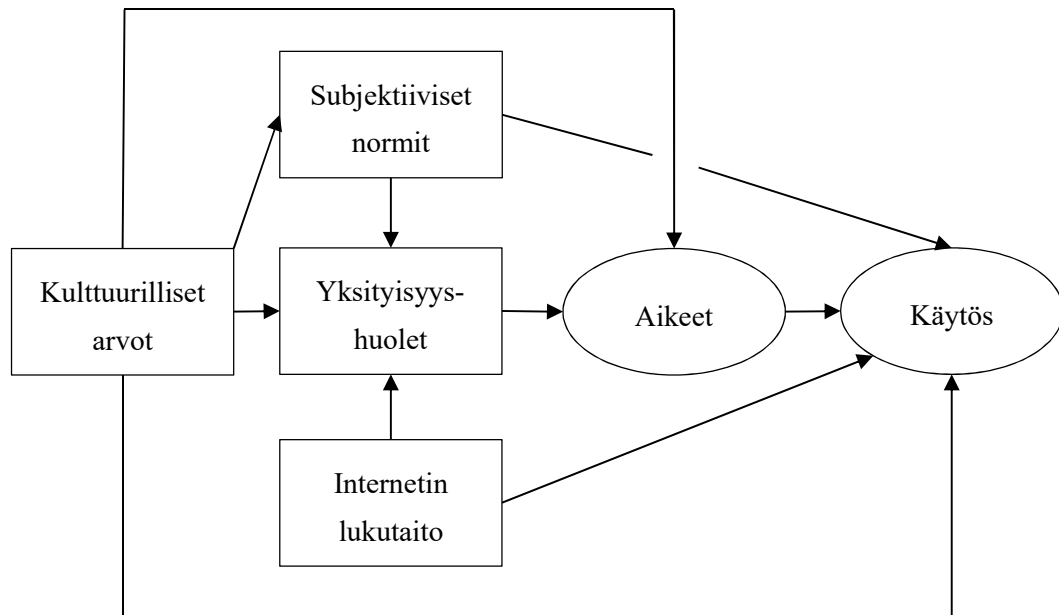 Subjektiiviset
normit
Kulttuurilliset
arvot
Yksityisyys-
huolet
Aikeet
Käytös
Internetin
lukutaito